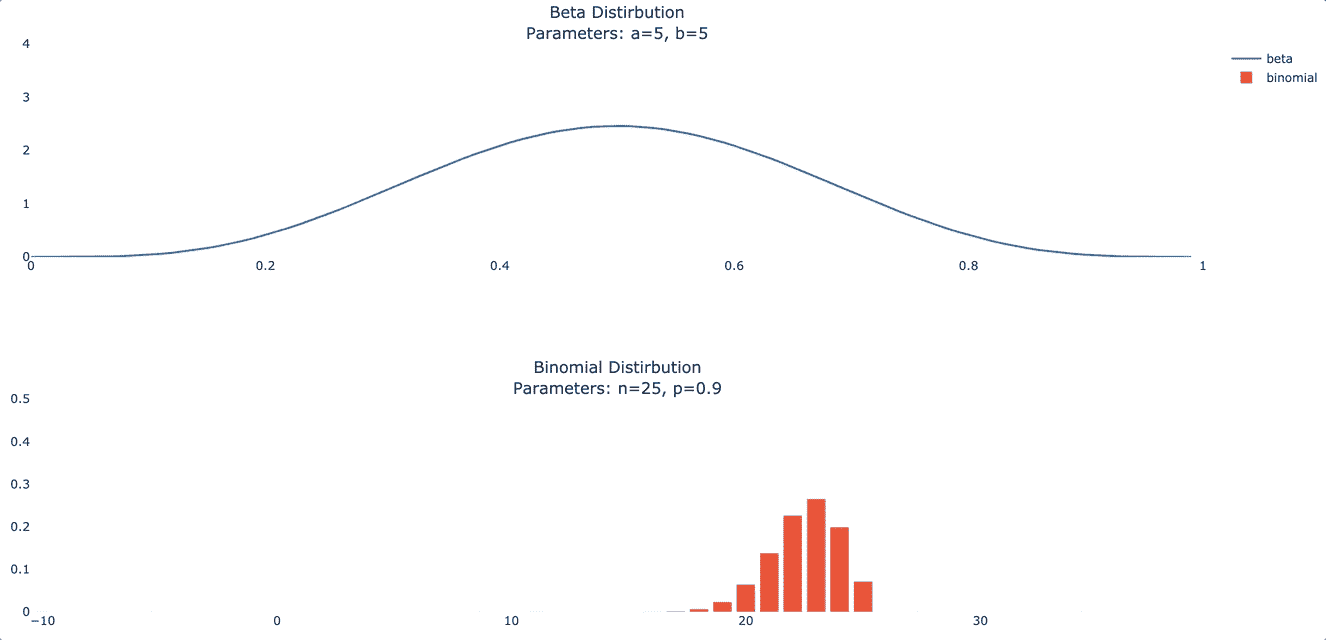 Beta Distirbution
Parameters: a=5, b=5
4
3
2
1
0
0 0.2 0.4 0.6 0.8 1
beta
binomial
Binomial Distirbution
Parameters: n=25, p=0.9
0.5
0.4
0.3
0.2
0.1
0
−10 0 10 20 30